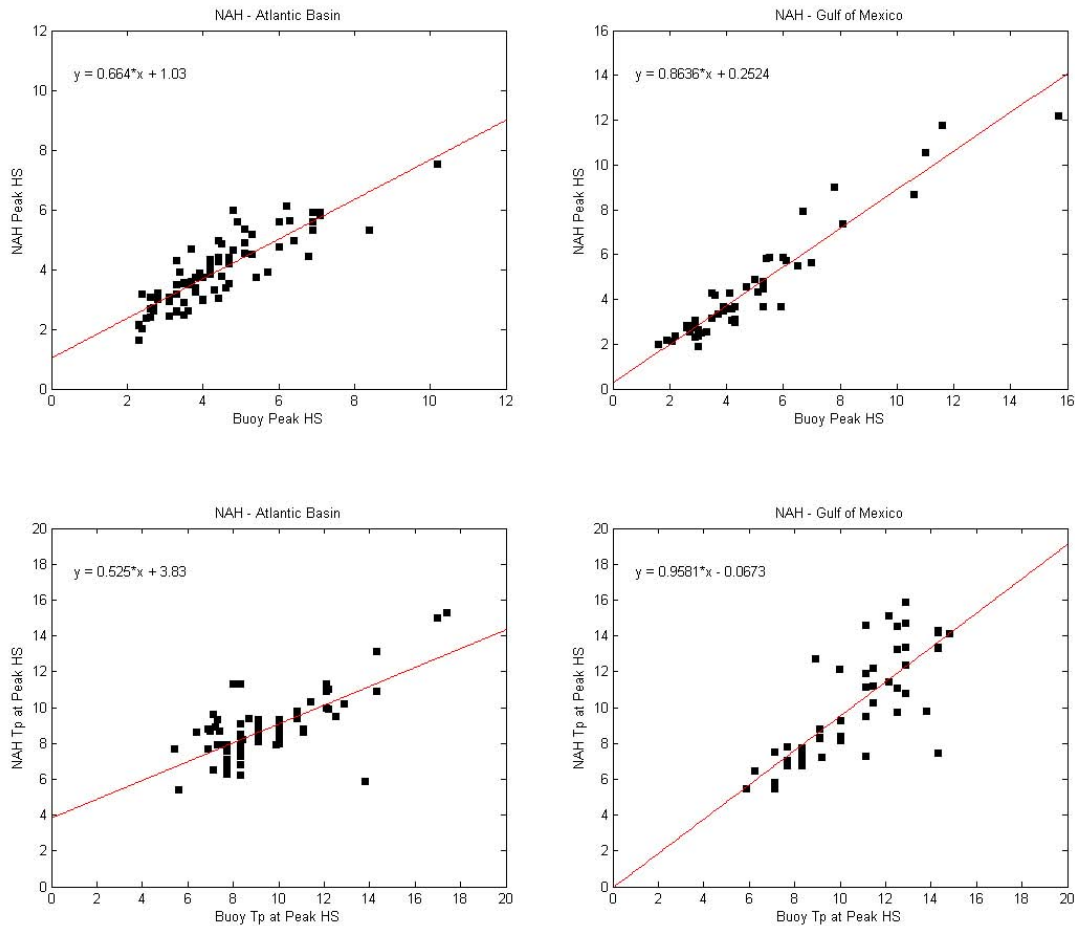 NAH - Atlantic Basin
y = 0.664*x + 1.03
12
10
8
6
4
2
0
NAH Peak HS
0 2 4 6 8 10 12
Buoy Peak HS
NAH - Gulf of Mexico
y = 0.8636*x + 0.2524
16
14
12
10
8
6
4
2
0
NAH Peak HS
0 2 4 6 8 10 12 14 16
Buoy Peak HS
NAH - Atlantic Basin
y = 0.525*x + 3.83
20
18
16
14
12
10
8
6
4
2
0
NAH Tp at Peak HS
0 2 4 6 8 10 12 14 16 18 20
Buoy Tp at Peak HS
NAH - Gulf of Mexico
y = 0.9581*x - 0.0673
20
18
16
14
12
10
8
6
4
2
0
NAH Tp at Peak HS
0 2 4 6 8 10 12 14 16 18 20
Buoy Tp at Peak HS